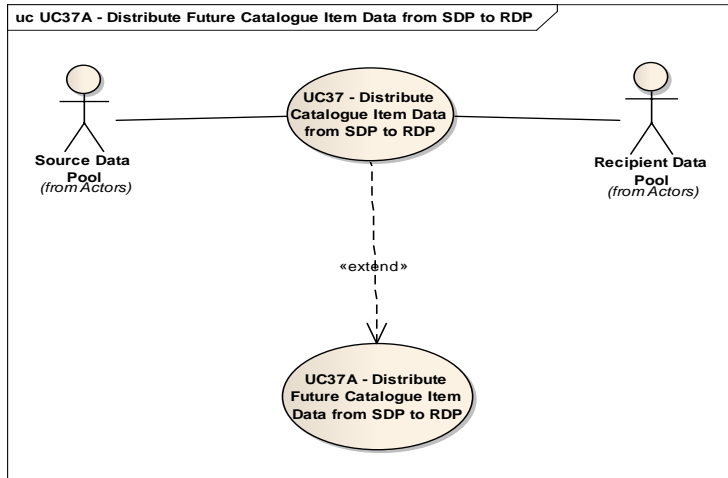 uc UC37A - Distribute Future Catalogue Item Data from SDP to RDP
UC37 - Distribute
Catalogue Item Data
from SDP to RDP
Source Data
Pool
(from Actors)
Recipient Data
Pool
(from Actors)
«extend»
UC37A - Distribute
Future Catalogue Item
Data from SDP to RDP